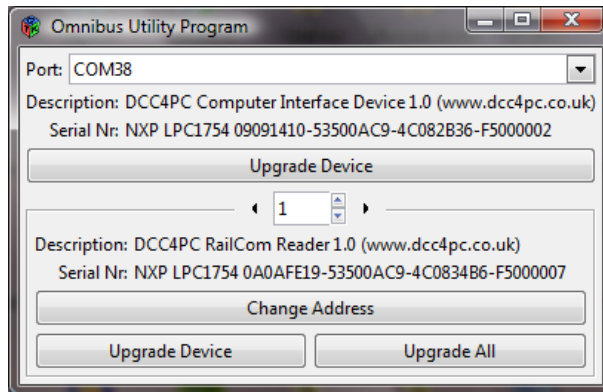 Omnibus Utility Program
Port: COM38
Description: DCC4PC Computer Interface Device 1.0 (www.dcc4pc.co.uk)
Serial Nr: NXP LPC1754 09091410-53500AC9-4C082B36-F5000002
Upgrade Device
1
Description: DCC4PC RailCom Reader 1.0 (www.dcc4pc.co.uk)
Serial Nr: NXP LPC1754 0A0AFE19-53500AC9-4C0834B6-F5000007
Change Address
Upgrade Device Upgrade All